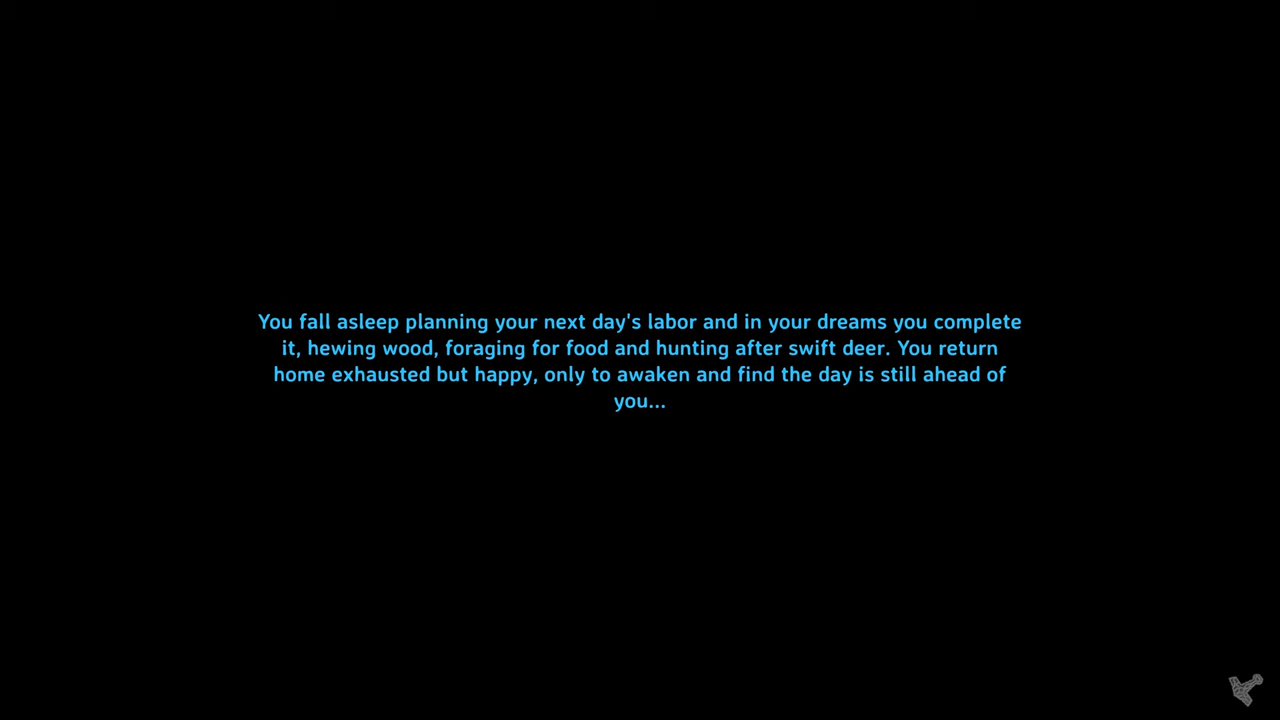 You fall asleep planning your next day's labor and in your dreams you complete
it, hewing wood, foraging for food and hunting after swift deer. You return
home exhausted but happy, only to awaken and find the day is still ahead of
you...